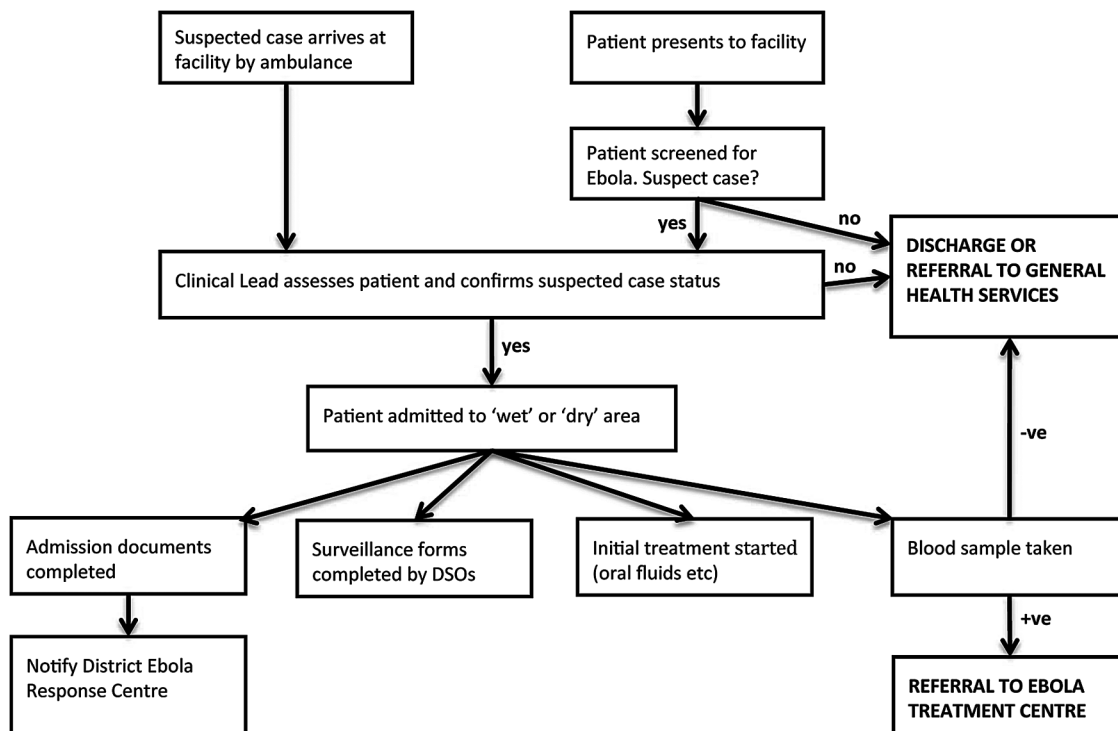 Suspected case arrives at
facility by ambulance
Patient presents to facility
Patient screened for
Ebola. Suspect case?
yes
no
DISCHARGE OR
REFERRAL TO GENERAL
HEALTH SERVICES
Clinical Lead assesses patient and confirms suspected case status
no
yes
Patient admitted to ‘wet’ or ‘dry’ area
-ve
Admission documents
completed
Surveillance forms
completed by DSOs
Initial treatment started
(oral fluids etc)
Blood sample taken
+ve
Notify District Ebola
Response Centre
REFERRAL TO EBOLA
TREATMENT CENTRE